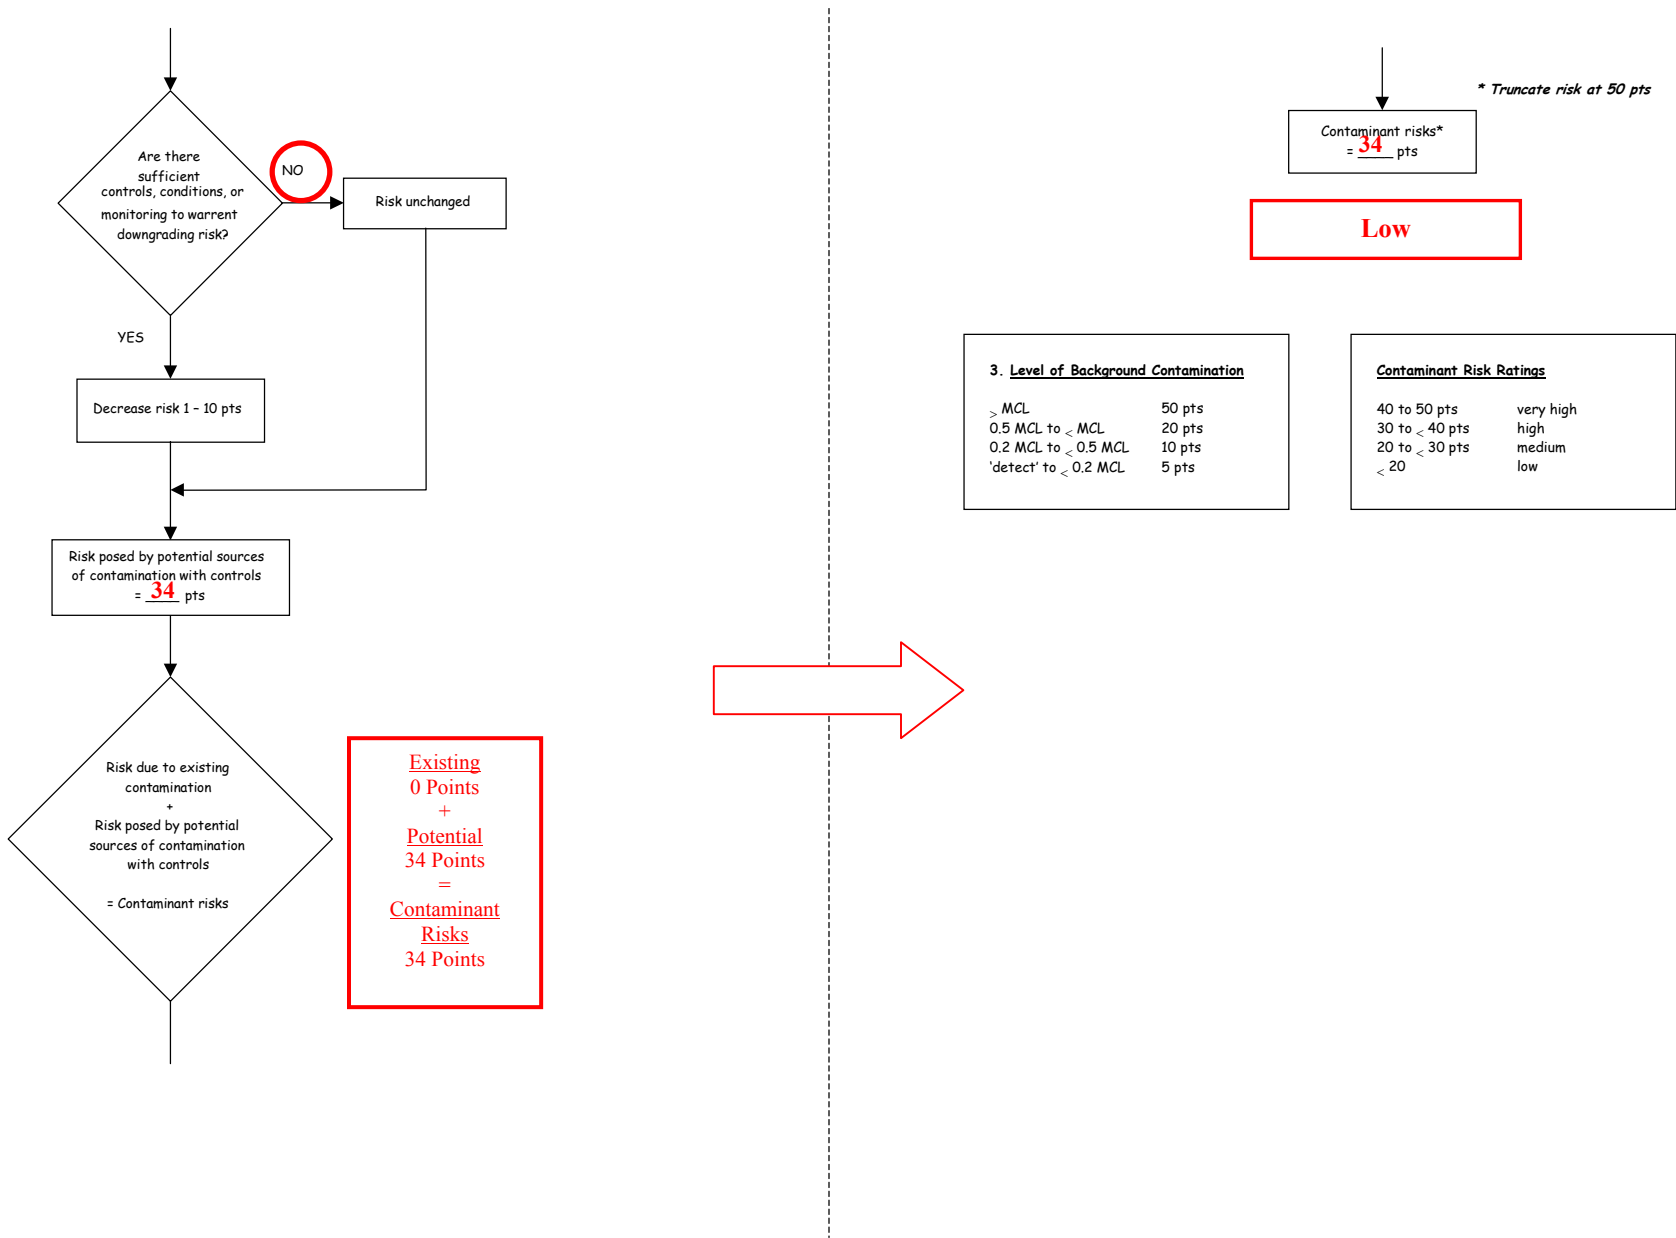 Are there
sufficient
controls, conditions, or
monitoring to warrent
downgrading risk?
NO
Risk unchanged
YES
Decrease risk 1 – 10 pts
Risk posed by potential sources
of contamination with controls
= 34 pts
Risk due to existing
contamination
+
Risk posed by potential
sources of contamination
with controls
= Contaminant risks
Existing
0 Points
+
Potential
34 Points
=
Contaminant
Risks
34 Points
* Truncate risk at 50 pts
Contaminant risks*
= 34 pts
Low
3. Level of Background Contamination
> MCL 50 pts
0.5 MCL to < MCL 20 pts
0.2 MCL to < 0.5 MCL 10 pts
'detect' to < 0.2 MCL 5 pts
Contaminant Risk Ratings
40 to 50 pts very high
30 to < 40 pts high
20 to < 30 pts medium
< 20 low